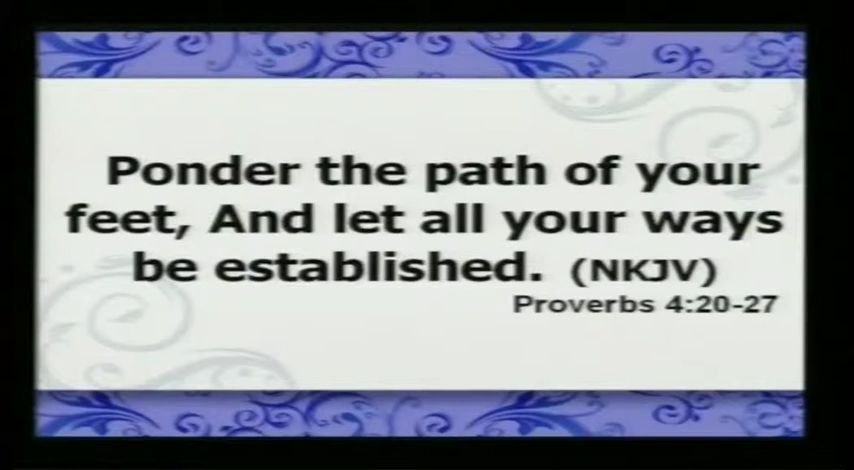 Ponder the path of your
feet, And let all your ways
be established. (NKJV)
Proverbs 4:20-27